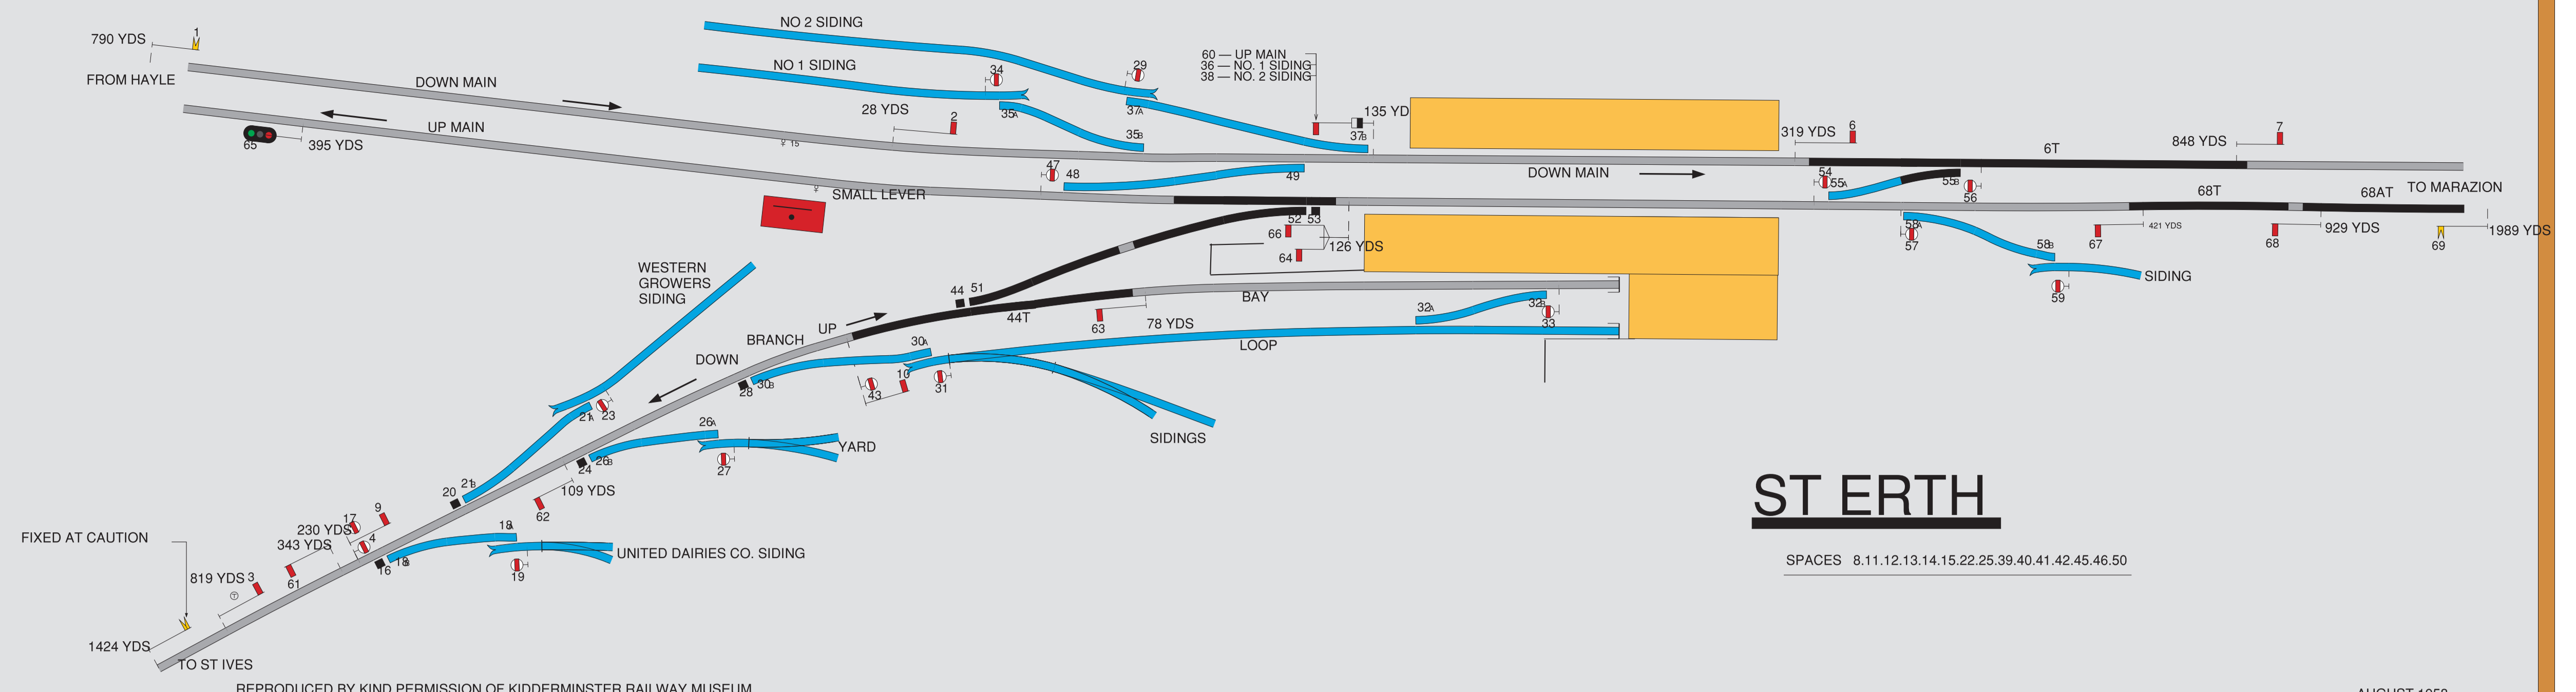 NO 2 SIDING
1
790 YDS
FROM HAYLE
DOWN MAIN
NO 1 SIDING
34
29
60 — UP MAIN
36 — NO. 1 SIDING
38 — NO. 2 SIDING
28 YDS
2
35A
37A
135 YD
37B
319 YDS
6
848 YDS
7
UP MAIN
65
395 YDS
15
35B
6T
47
48
49
DOWN MAIN
54
55A
55B
56
TO MARAZION
SMALL LEVER
68T
68AT
52
53
66
64
126 YDS
58A
57
67
421 YDS
68
929 YDS
69
1989 YDS
58B
SIDING
59
WESTERN
GROWERS
SIDING
44
51
BAY
44T
63
78 YDS
32A
32B
33
UP
BRANCH
LOOP
DOWN
30A
30B
28
43
10
31
21A
23
26A
SIDINGS
YARD
26B
24
27
21B
20
109 YDS
62
9
17
230 YDS
343 YDS
4
18A
18B
16
UNITED DAIRIES CO. SIDING
19
FIXED AT CAUTION
819 YDS
3
61
T
1424 YDS
TO ST IVES
ST ERTH
SPACES 8.11.12.13.14.15.22.25.39.40.41.42.45.46.50
REPRODUCED BY KIND PERMISSION OF KIDDERMINSTER RAILWAY MUSEUM